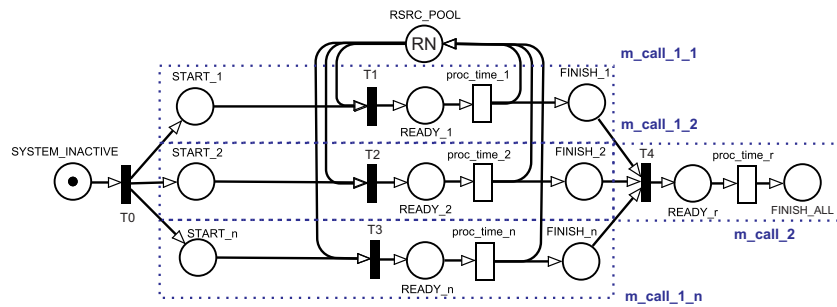 RSRC_POOL
RN
m_call_1_1
START_1
T1
proc_time_1
FINISH_1
READY_1
m_call_1_2
SYSTEM_INACTIVE
START_2
T2
proc_time_2
FINISH_2
T4
proc_time_r
T0
READY_2
READY_r
FINISH_ALL
START_n
T3
proc_time_n
FINISH_n
m_call_2
READY_n
m_call_1_n